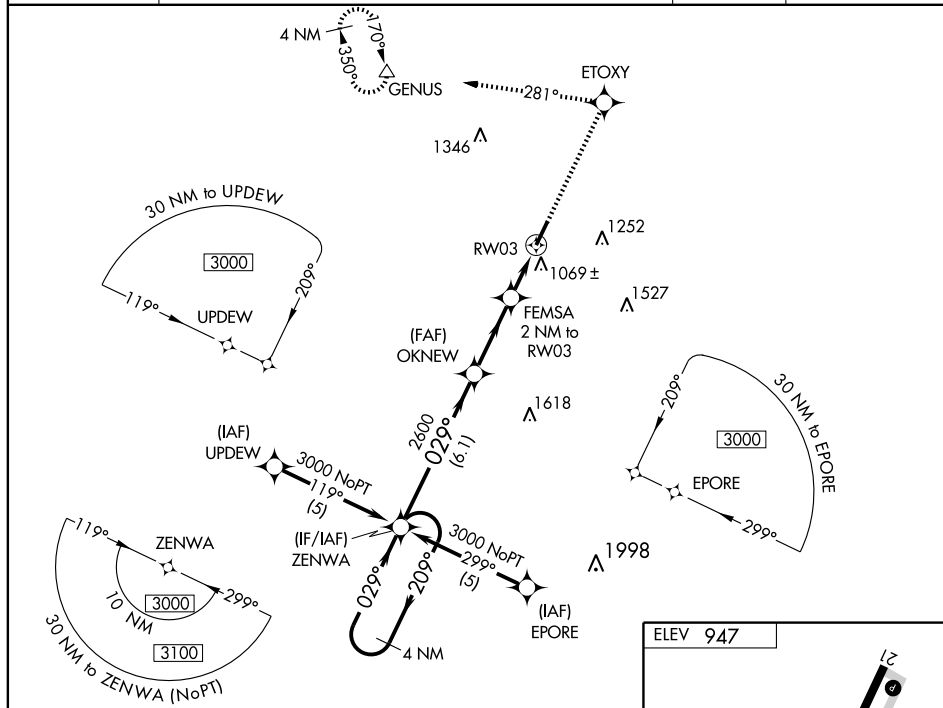 4 NM
170°
350°
GENUS
281°
ETOXY
1346
30 NM to UPDEW
3000
119°
209°
UPDEW
RW03
1252
1069 ±
1527
FEMSA
2 NM to
RW03
(FAF)
OKNEW
1618
209°
30 NM to EPORE
3000
EPORE
299°
2600
029°
(6.1)
(IAF)
UPDEW
3000 NoPT
119°
(5)
(IF/IAF)
ZENWA
3000 NoPT
299°
(5)
(IAF)
EPORE
1998
029°
209°
4 NM
119°
ZENWA
299°
3000
10 NM
3100
30 NM to ZENWA (NoPT)
ELEV 947
21
P